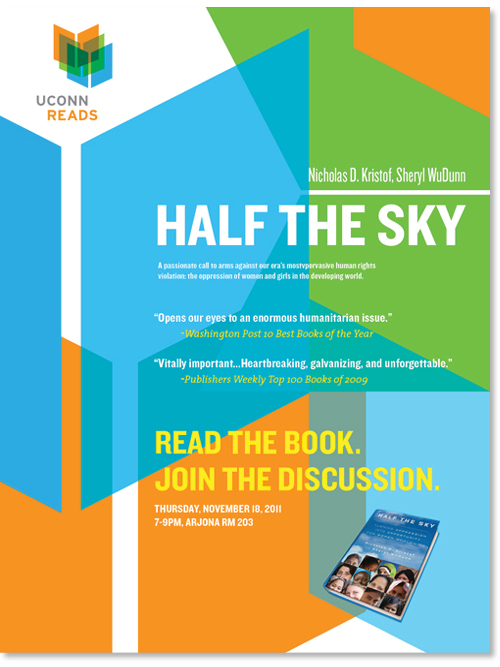 UCONN
READS
Nicholas D. Kristof, Sheryl WuDunn
HALF THE SKY
A passionate call to arms against our era's mostvpervasive human rights
violation: the oppression of women and girls in the developing world.
“Opens our eyes to an enormous humanitarian issue.”
-Washington Post 10 Best Books of the Year
“Vitally important...Heartbreaking, galvanizing, and unforgettable.”
-Publishers Weekly Top 100 Books of 2009
READ THE BOOK.
JOIN THE DISCUSSION.
THURSDAY, NOVEMBER 18, 2011
7-9PM, ARJONA RM 203
HALF THE SKY